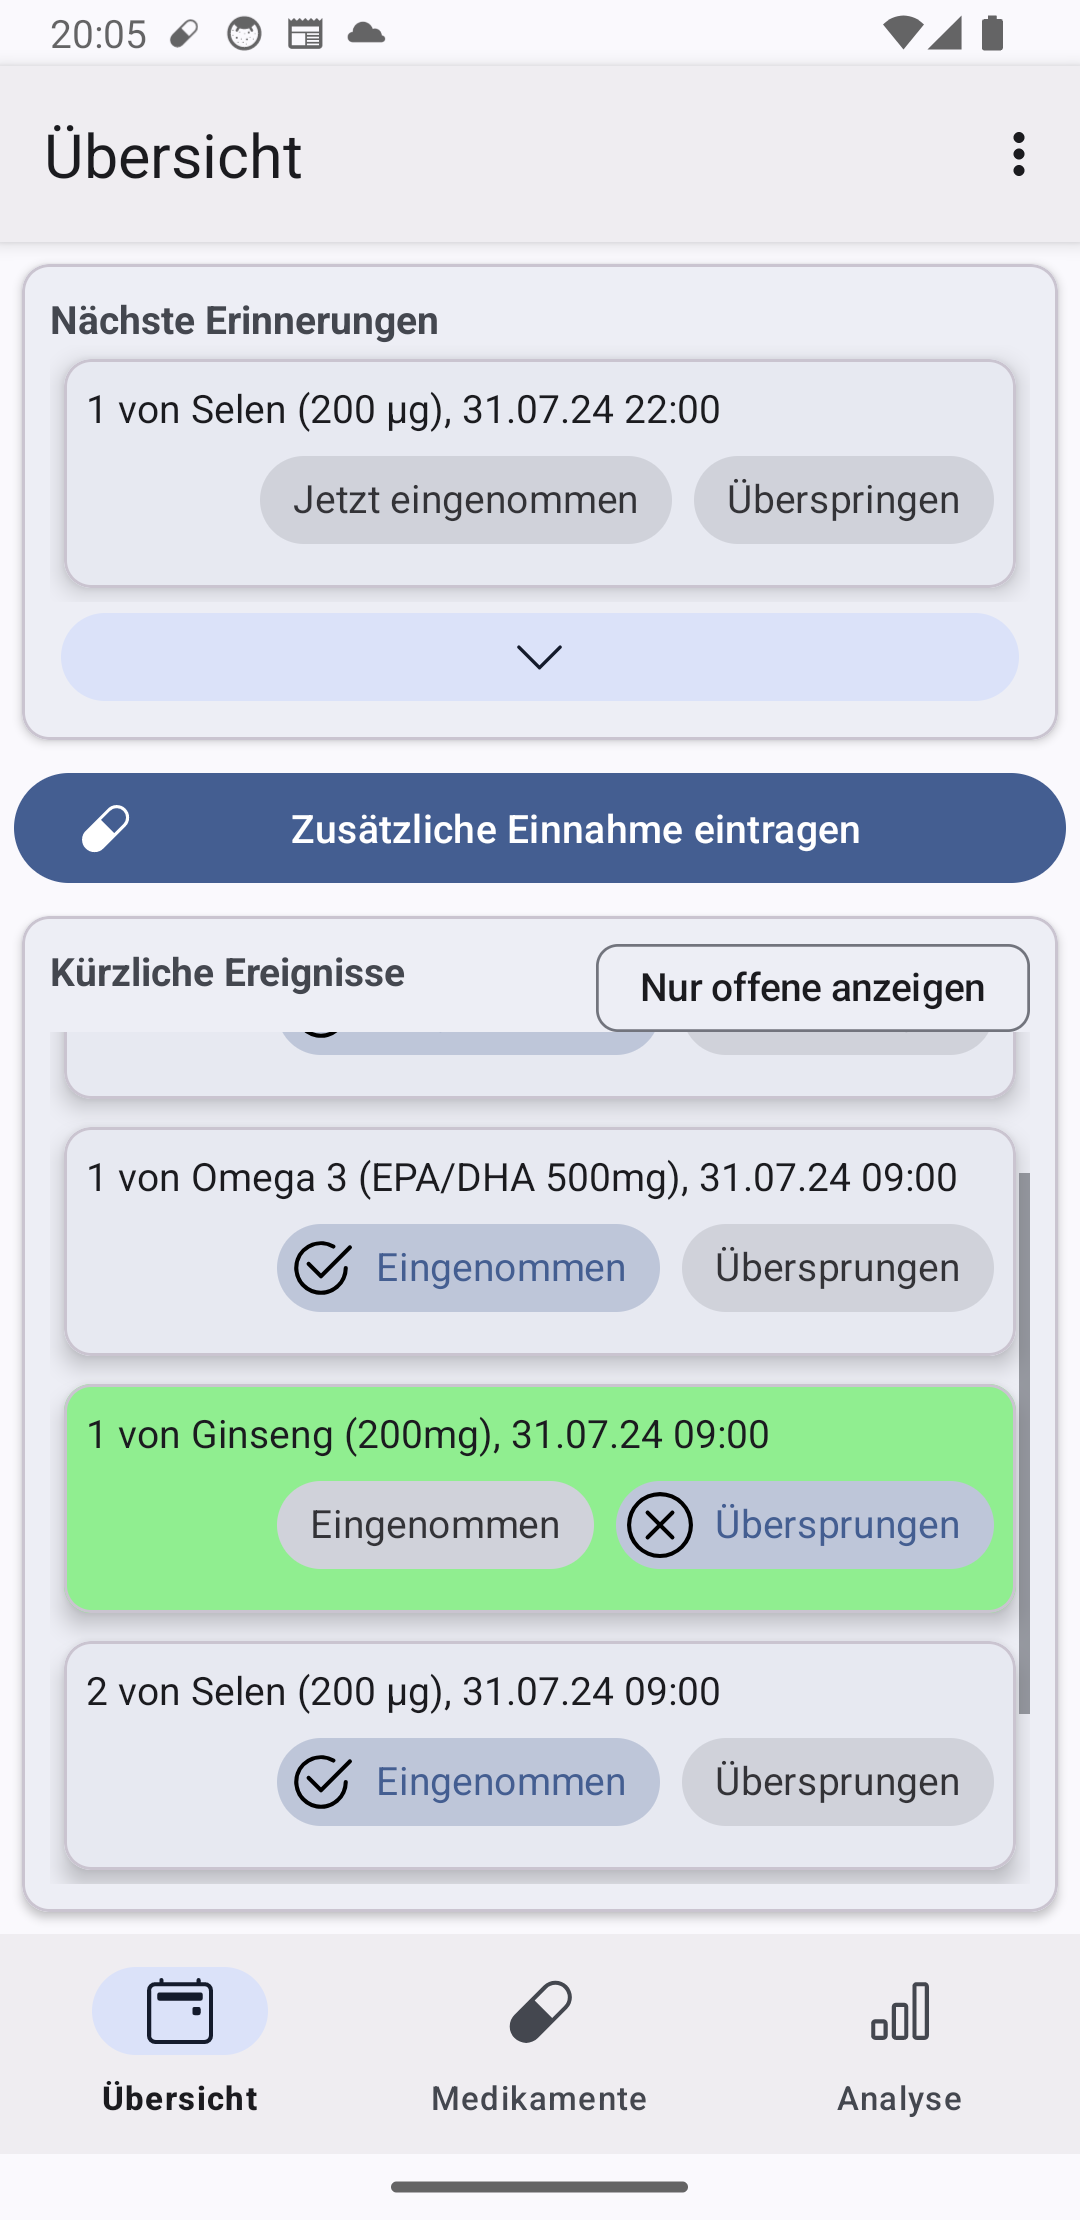 20:05
Übersicht
Nächste Erinnerungen
1 von Selen (200 µg), 31.07.24 22:00
Jetzt eingenommen Überspringen
Zusätzliche Einnahme eintragen
Kürzliche Ereignisse Nur offene anzeigen
1 von Omega 3 (EPA/DHA 500mg), 31.07.24 09:00
Eingenommen Übersprungen
1 von Ginseng (200mg), 31.07.24 09:00
Eingenommen Übersprungen
2 von Selen (200 µg), 31.07.24 09:00
Eingenommen Übersprungen
Übersicht Medikamente Analyse